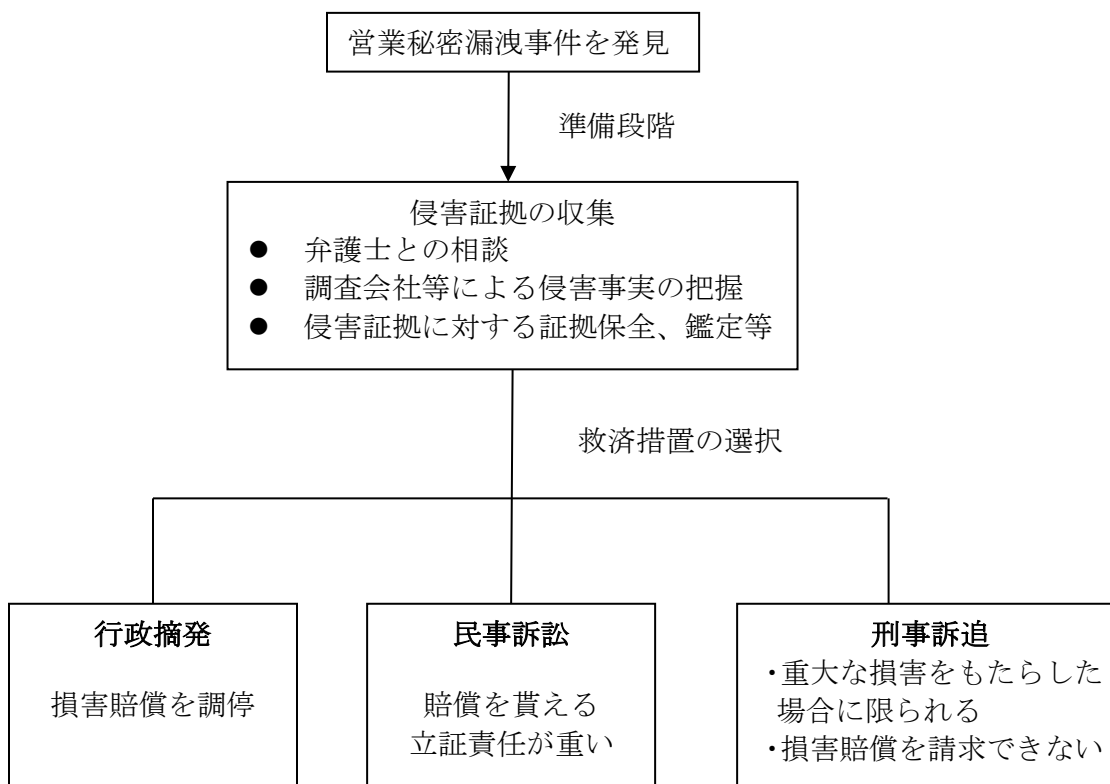 営業秘密漏洩事件を発見
準備段階
侵害証拠の収集
● 弁護士との相談
● 調査会社等による侵害事実の把握
● 侵害証拠に対する証拠保全、鑑定等
救済措置の選択
行政摘発
損害賠償を調停
民事訴訟
賠償を貰える
立証責任が重い
刑事訴追
・重大な損害をもたらした
場合に限られる
・損害賠償を請求できない